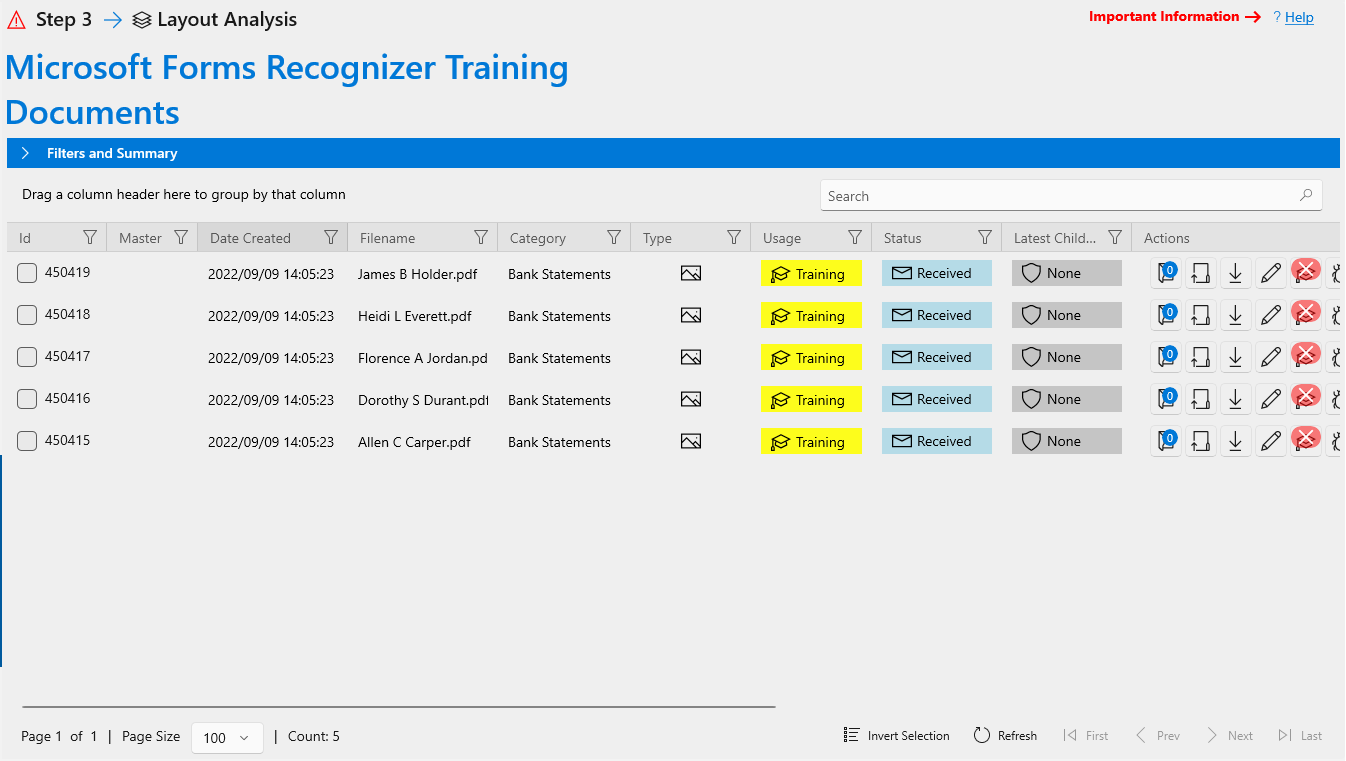 Step 3 Layout Analysis Important Information ? Help
Microsoft Forms Recognizer Training
Documents
Filters and Summary
Drag a column header here to group by that column Search
Id Master Date Created Filename Category Type Usage Status Latest Child... Actions
450419 2022/09/09 14:05:23 James B Holder.pdf Bank Statements Training Received None 0
450418 2022/09/09 14:05:23 Heidi L Everett.pdf Bank Statements Training Received None 0
450417 2022/09/09 14:05:23 Florence A Jordan.pd Bank Statements Training Received None 0
450416 2022/09/09 14:05:23 Dorothy S Durant.pdf Bank Statements Training Received None 0
450415 2022/09/09 14:05:23 Allen C Carper.pdf Bank Statements Training Received None 0
Page 1 of 1 | Page Size 100 | Count: 5 Invert Selection Refresh First Prev Next Last